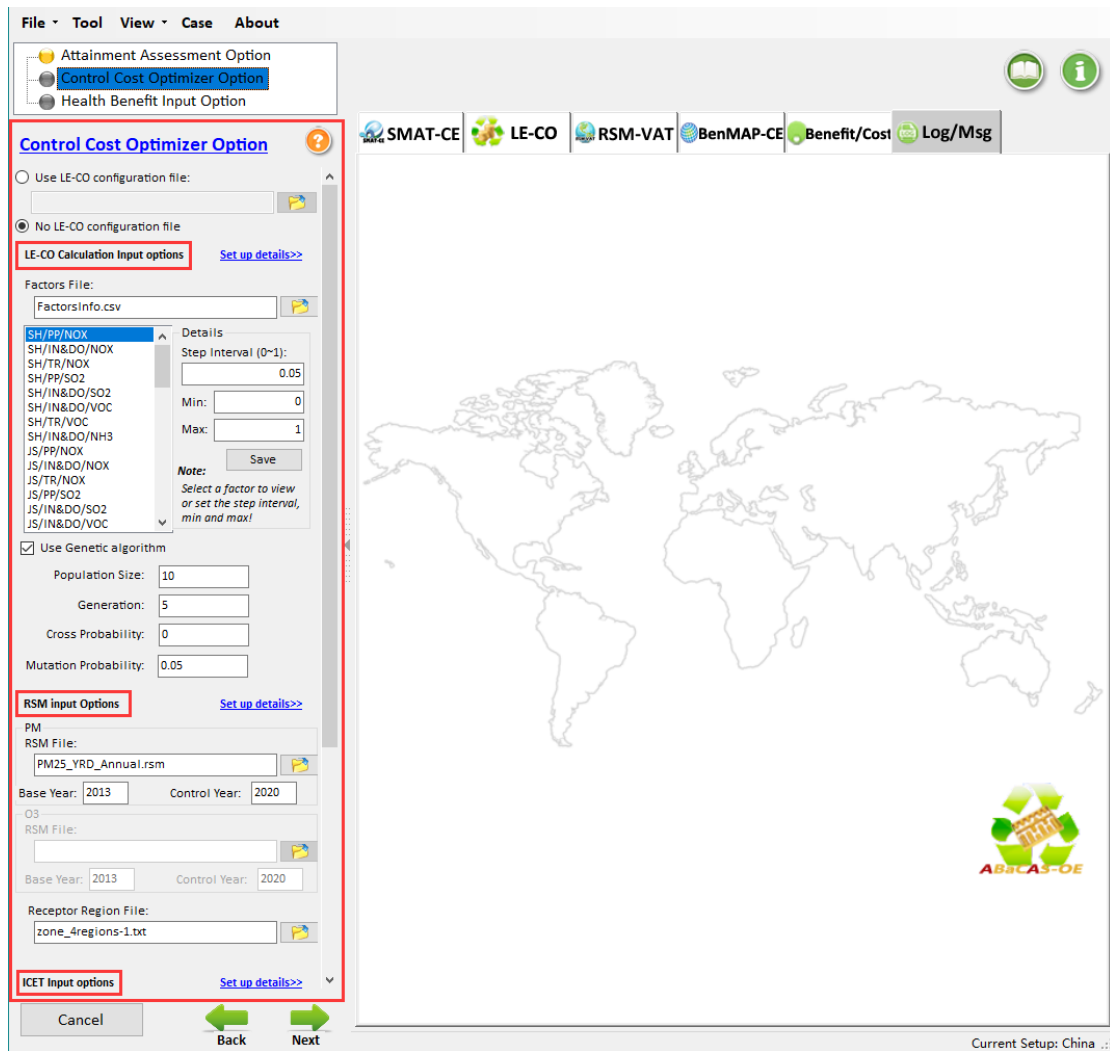 File Tool View Case About
Attainment Assessment Option
Control Cost Optimizer Option
Health Benefit Input Option
SMAT-CE LE-CO RSM-VAT BenMAP-CE Benefit/Cost Log/Msg
Control Cost Optimizer Option
Use LE-CO configuration file:
No LE-CO configuration file
LE-CO Calculation Input options Set up details>>
Factors File:
FactorsInfo.csv
SH/PP/NOX
SH/IN&DO/NOX
SH/TR/NOX
SH/PP/SO2
SH/IN&DO/SO2
SH/IN&DO/VOC
SH/TR/VOC
SH/IN&DO/NH3
JS/PP/NOX
JS/IN&DO/NOX
JS/TR/NOX
JS/PP/SO2
JS/IN&DO/SO2
JS/IN&DO/VOC
Details
Step Interval (0~1):
0.05
Min: 0
Max: 1
Save
Note:
Select a factor to view
or set the step interval,
min and max!
Use Genetic algorithm
Population Size: 10
Generation: 5
Cross Probability: 0
Mutation Probability: 0.05
RSM input Options Set up details>>
PM
RSM File:
PM25_YRD_Annual.rsm
Base Year: 2013 Control Year: 2020
O3
RSM File:
Base Year: 2013 Control Year: 2020
Receptor Region File:
zone_4regions-1.txt
ICET Input options Set up details>>
Cancel
Back Next
ABaCAS-OE
Current Setup: China